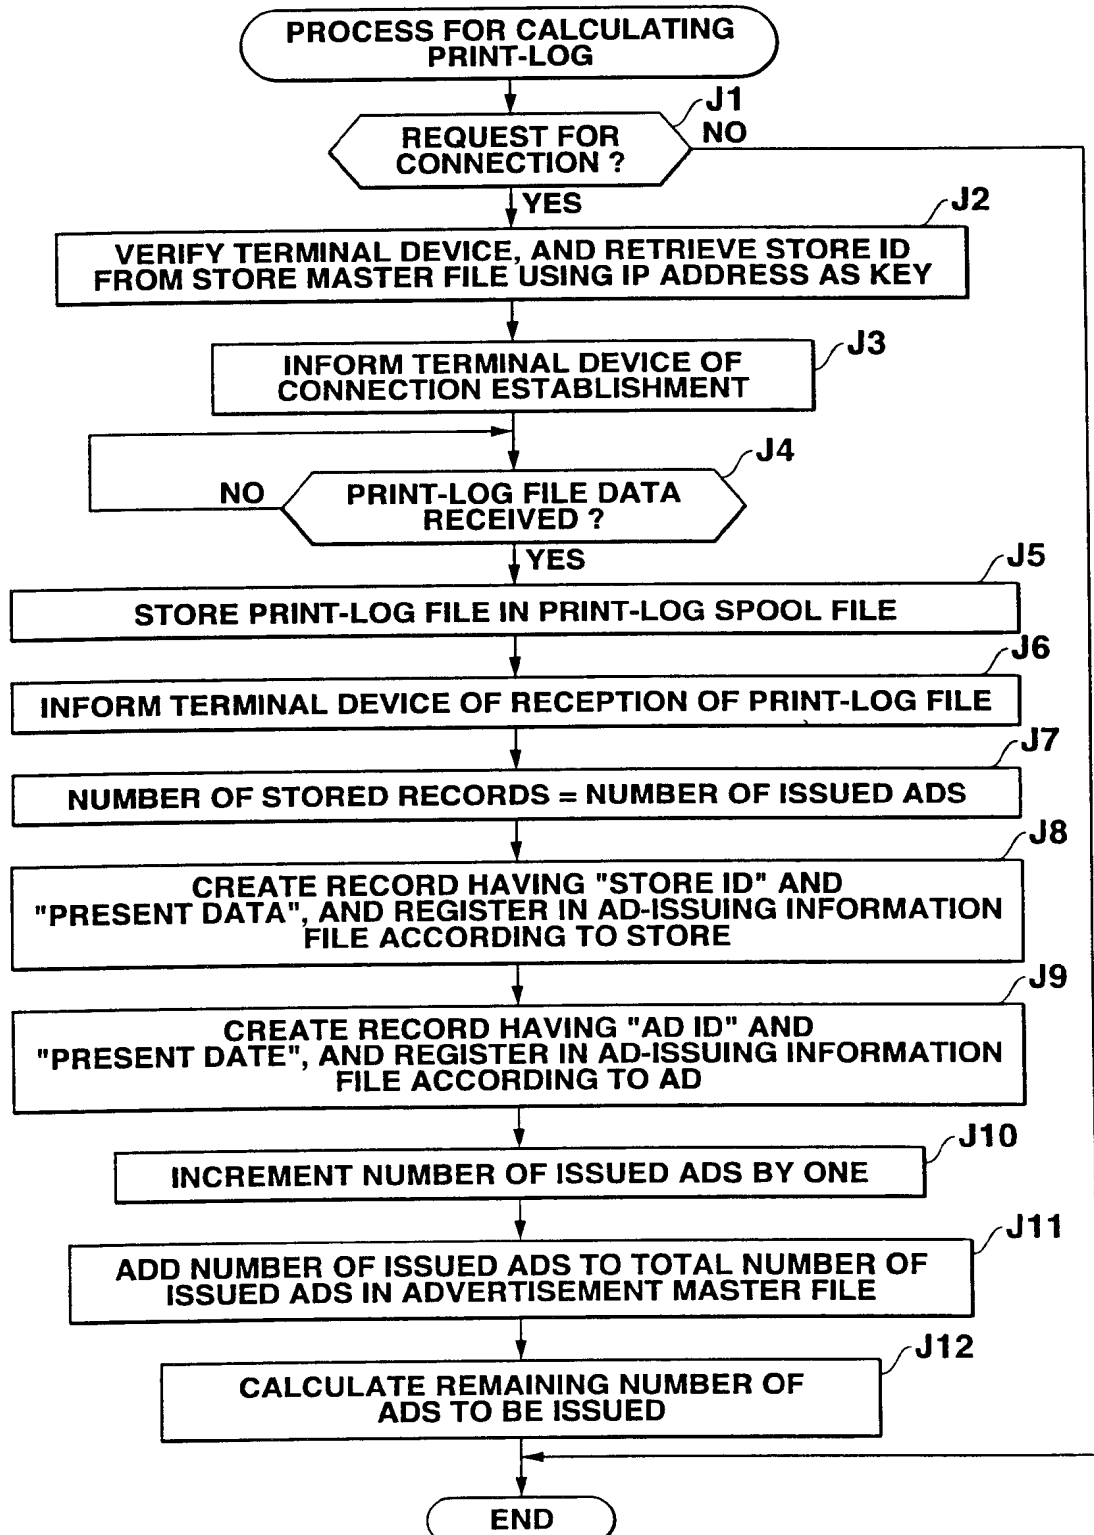 PROCESS FOR CALCULATING
PRINT-LOG
J1
REQUEST FOR
CONNECTION ?
NO
YES
J2
VERIFY TERMINAL DEVICE, AND RETRIEVE STORE ID
FROM STORE MASTER FILE USING IP ADDRESS AS KEY
J3
INFORM TERMINAL DEVICE OF
CONNECTION ESTABLISHMENT
J4
NO
PRINT-LOG FILE DATA
RECEIVED ?
YES
J5
STORE PRINT-LOG FILE IN PRINT-LOG SPOOL FILE
J6
INFORM TERMINAL DEVICE OF RECEPTION OF PRINT-LOG FILE
J7
NUMBER OF STORED RECORDS = NUMBER OF ISSUED ADS
J8
CREATE RECORD HAVING "STORE ID" AND
"PRESENT DATA", AND REGISTER IN AD-ISSUING INFORMATION
FILE ACCORDING TO STORE
J9
CREATE RECORD HAVING "AD ID" AND
"PRESENT DATE", AND REGISTER IN AD-ISSUING INFORMATION
FILE ACCORDING TO AD
J10
INCREMENT NUMBER OF ISSUED ADS BY ONE
J11
ADD NUMBER OF ISSUED ADS TO TOTAL NUMBER OF
ISSUED ADS IN ADVERTISEMENT MASTER FILE
J12
CALCULATE REMAINING NUMBER OF
ADS TO BE ISSUED
END